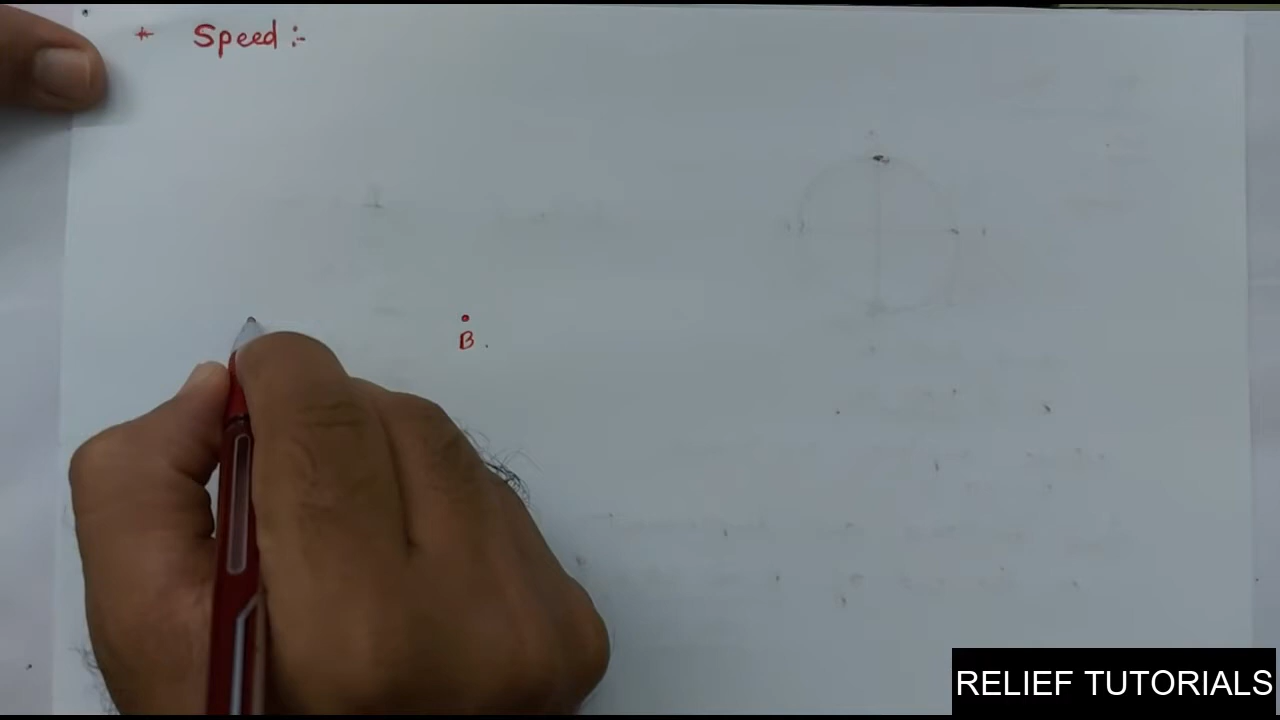 * Speed :-
B
RELIEF TUTORIALS